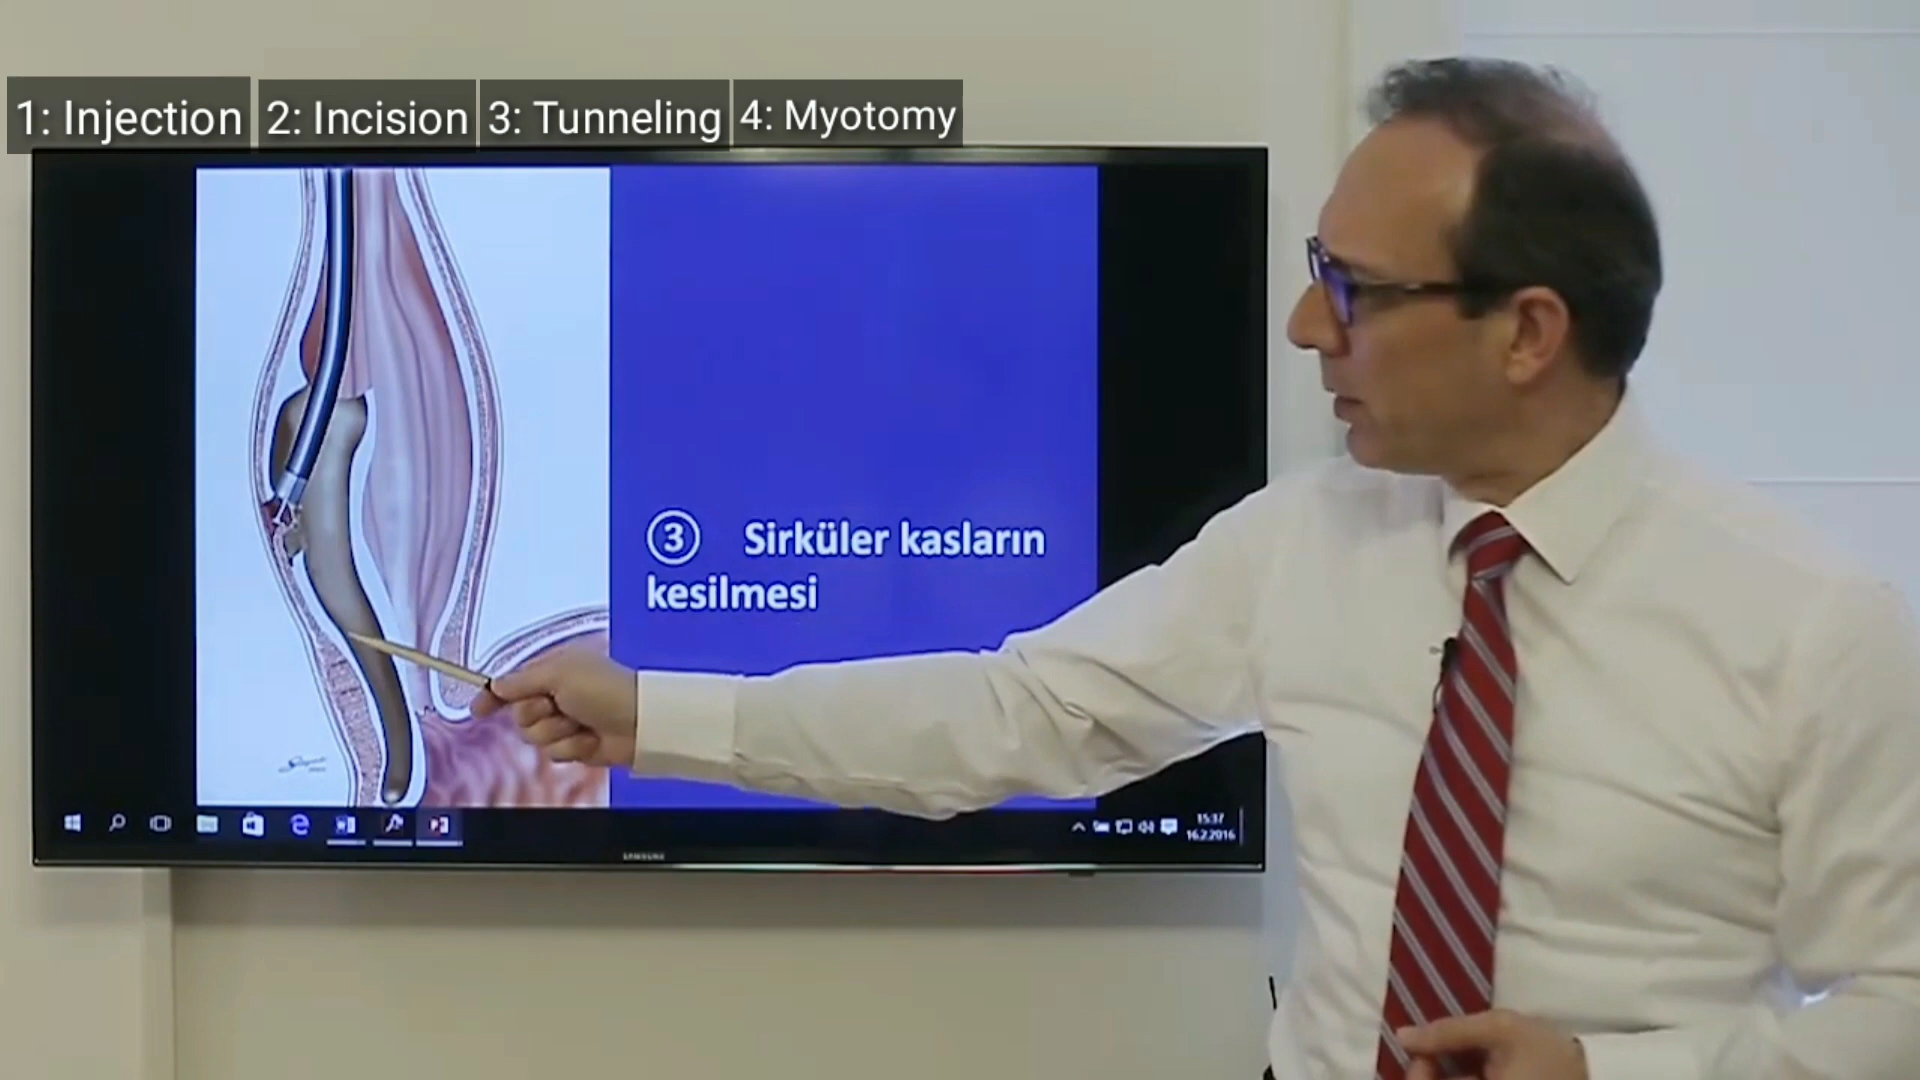 1: Injection
2: Incision
3: Tunneling
4: Myotomy
③ Sirküler kasların
kesilmesi
15:37
16.2.2016
SAMSUNG